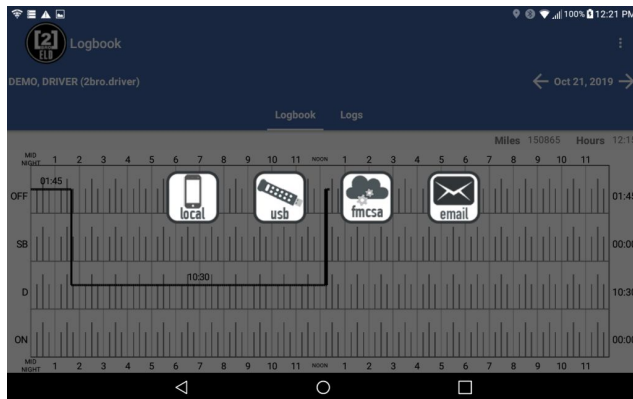 100% 12:21 PM
[2]
ELD
Logbook
DEMO, DRIVER (2bro.driver)
Oct 21, 2019
Logbook Logs
Miles 150865 Hours 12:15
MID NIGHT 1 2 3 4 5 6 7 8 9 10 11 NOON 1 2 3 4 5 6 7 8 9 10 11
OFF 01:45 01:45
local usb fmcsa email
SB 00:00
D 10:30 10:30
ON 00:00
MID NIGHT 1 2 3 4 5 6 7 8 9 10 11 NOON 1 2 3 4 5 6 7 8 9 10 11